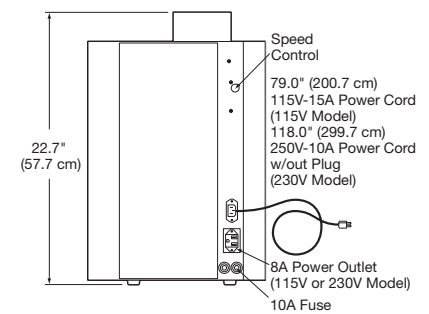 Speed
Control
79.0" (200.7 cm)
115V-15A Power Cord
(115V Model)
118.0" (299.7 cm)
250V-10A Power Cord
w/out Plug
(230V Model)
22.7"
(57.7 cm)
8A Power Outlet
(115V or 230V Model)
10A Fuse